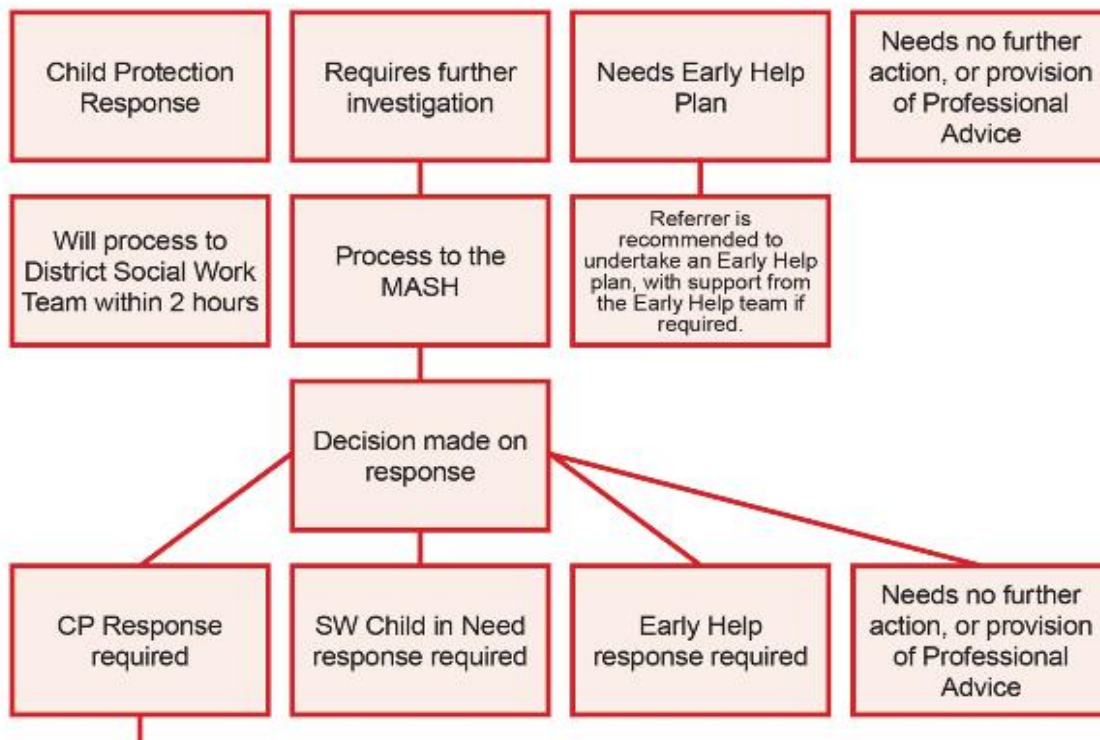 Child Protection
Response
Requires further
investigation
Needs Early Help
Plan
Needs no further
action, or provision
of Professional
Advice
Will process to
District Social Work
Team within 2 hours
Process to the
MASH
Referrer is
recommended to
undertake an Early Help
plan, with support from
the Early Help team if
required.
Decision made on
response
CP Response
required
SW Child in Need
response required
Early Help
response required
Needs no further
action, or provision
of Professional
Advice